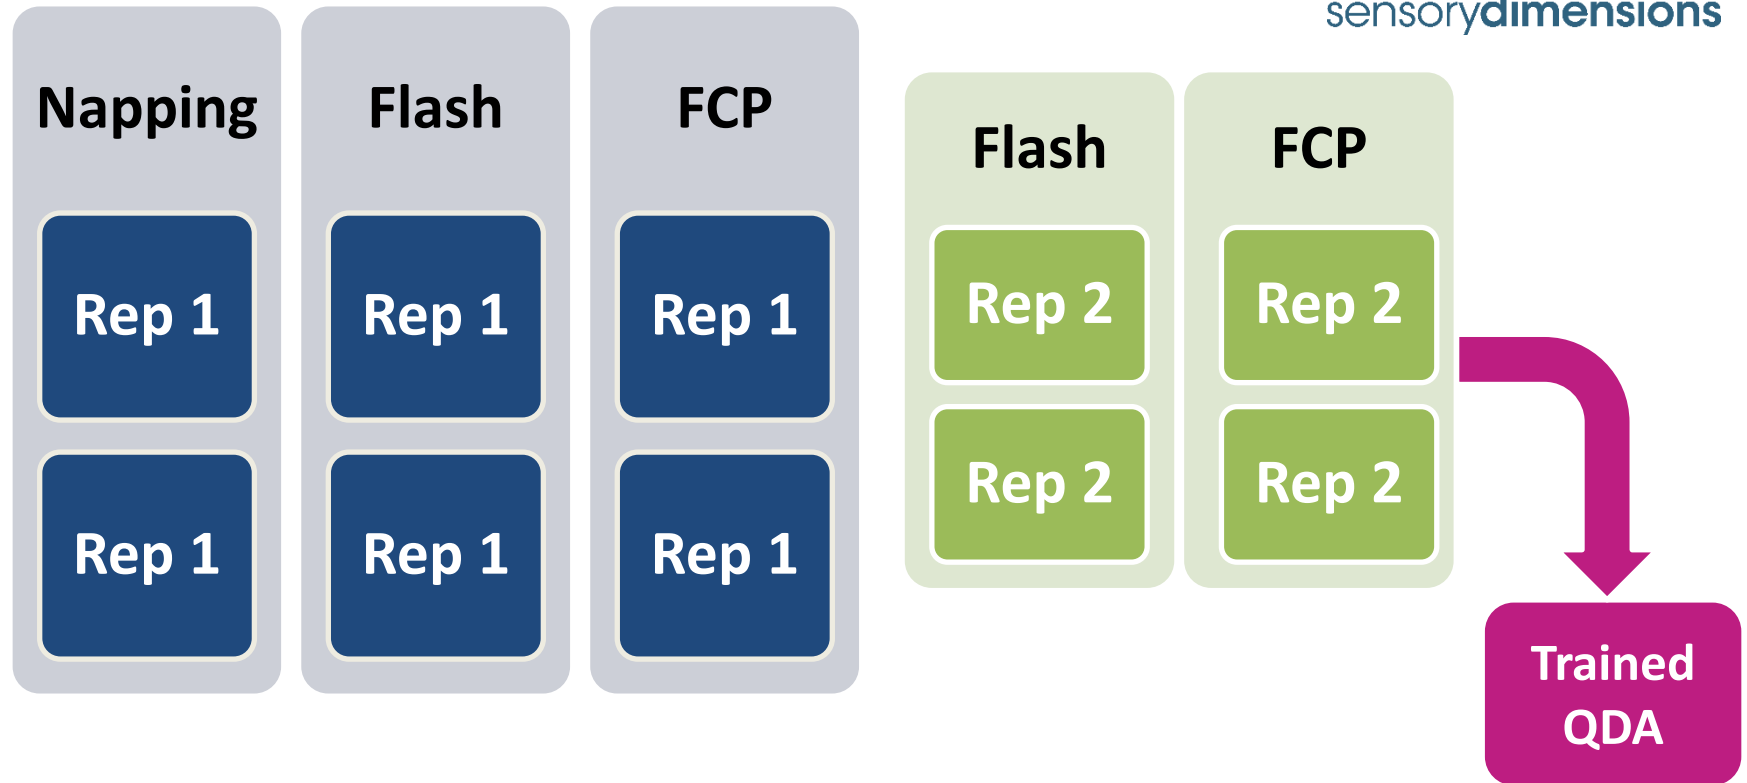 sensorydimensions
Napping
Flash
FCP
Rep 1
Rep 1
Rep 1
Rep 1
Rep 1
Rep 1
Flash
FCP
Rep 2
Rep 2
Rep 2
Rep 2
Trained
QDA